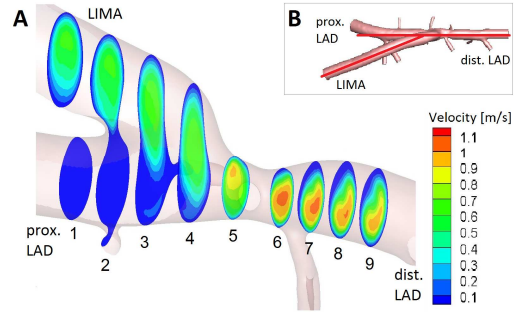 A
LIMA
B
prox.
LAD
dist. LAD
LIMA
Velocity [m/s]
1.1
1
0.9
0.8
0.7
0.6
0.5
0.4
0.3
0.2
0.1
prox.
LAD
1
2
3
4
5
6
7
8
9
dist.
LAD